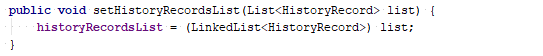 public void setHistoryRecordsList(List<HistoryRecord> list) {
historyRecordsList = (LinkedList<HistoryRecord>) list;
}